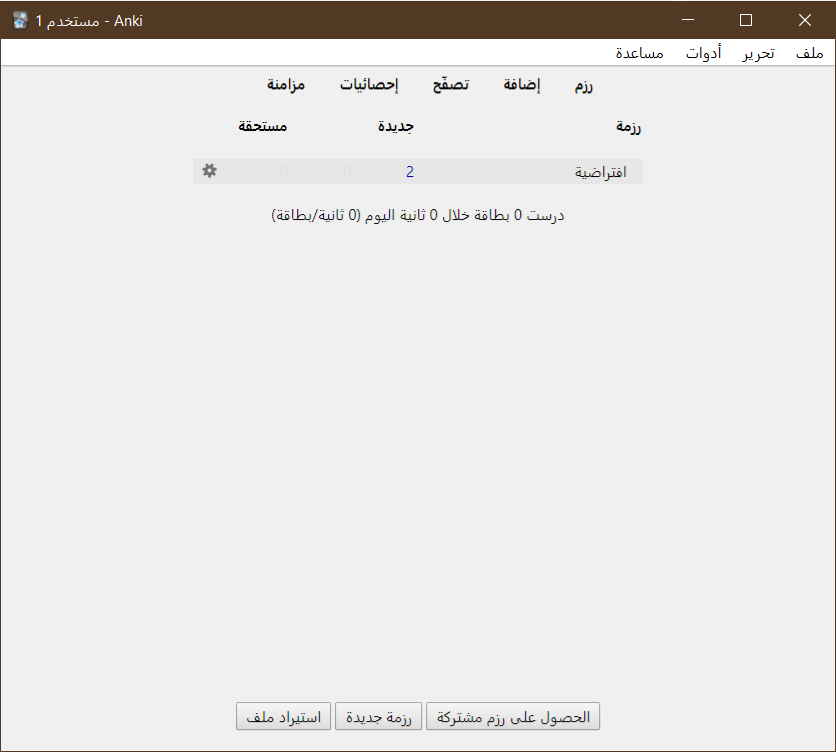 مستخدم 1 - Anki
ملف تحرير أدوات مساعدة
رزم إضافة تصفّح إحصائيات مزامنة
رزمة جديدة مستحقة
افتراضية 2 0 0
درست 0 بطاقة خلال 0 ثانية اليوم (0 ثانية/بطاقة)
الحصول على رزم مشتركة رزمة جديدة استيراد ملف